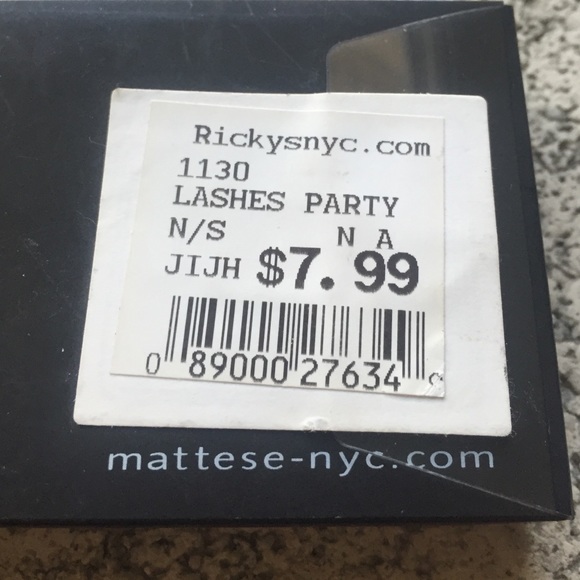 Rickysnyc.com
1130
LASHES PARTY
N/S N A
JIJH $7.99
0 89000 27634
mattese-nyc.com